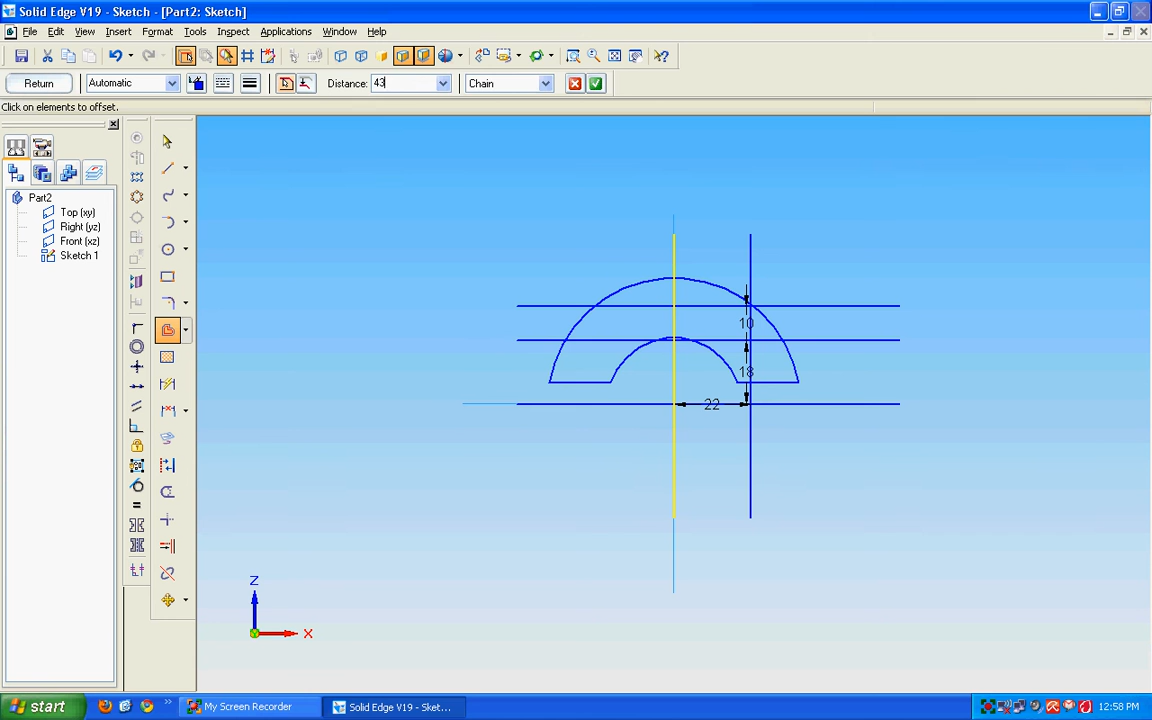 Solid Edge V19 - Sketch - [Part2: Sketch]
File Edit View Insert Format Tools Inspect Applications Window Help
Return Automatic Distance: 43 Chain
Click on elements to offset.
Part2
Top (xy)
Right (yz)
Front (xz)
Sketch 1
10
18
22
Z
X
start My Screen Recorder Solid Edge V19 - Sket... 12:58 PM